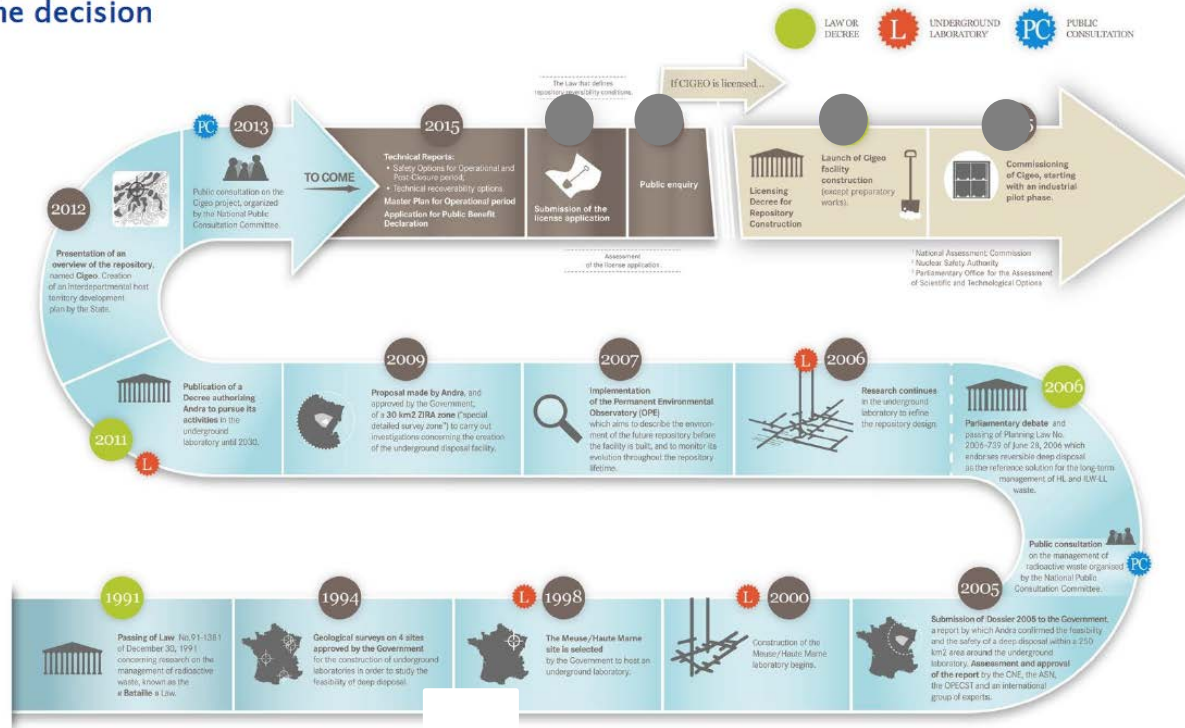 ne decision
LAW OR
DECREE
L
UNDERGROUND
LABORATORY
PC
PUBLIC
CONSULTATION
PC
2013
Public consultation on the
Cigeo project, organized
by the National Public
Consultation Committee.
TO COME
2015
Technical Reports:
• Safety Options for Operational and
Post-Closure period,
• Technical recoverability options
Master Plan for Operational period
Application for Public Benefit
Declaration
The Law that defines
repository reversibility conditions.
Submission of the
license application
Public enquiry
Assessment
of the license application
If CIGEO is licensed...
Licensing
Decree for
Repository
Construction
Launch of Cigeo
facility
construction
(except preparatory
works).
Commissioning
of Cigeo, starting
with an industrial
pilot phase.
¹ National Assessment Commission
² Nuclear Safety Authority
³ Parliamentary Office for the Assessment
of Scientific and Technological Options
2012
Presentation of an
overview of the repository,
named Cigeo. Creation
of an Interdepartmental host
territory development
plan by the State.
2011
L
Publication of a
Decree authorizing
Andra to pursue its
activities in the
underground
laboratory until 2030.
2009
Proposal made by Andra, and
approved by the Government,
of a 30 km2 ZIRA zone ("special
detailed survey zone") to carry out
investigations concerning the creation
of the underground disposal facility.
2007
Implementation
of the Permanent Environmental
Observatory (OPE)
which aims to describe the environ-
ment of the future repository before
the facility is built, and to monitor its
evolution throughout the repository
lifetime.
L
2006
Research continues
in the underground
laboratory to refine
the repository design.
2006
Parliamentary debate and
passing of Planning Law No.
2006-739 of June 28, 2006 which
endorses reversible deep disposal
as the reference solution for the long-term
management of HL and ILW-LL
waste.
Public consultation
on the management of
radioactive waste organised
by the National Public
Consultation Committee.
PC
1991
Passing of Law No.91-1381
of December 30, 1991
concerning research on the
management of radioactive
waste, known as the
« Bataille » Law.
1994
Geological surveys on 4 sites
approved by the Government
for the construction of underground
laboratories in order to study the
feasibility of deep disposal.
L
1998
The Meuse/Haute Marne
site is selected
by the Government to host an
underground laboratory.
L
2000
Construction of the
Meuse/Haute Marne
laboratory begins.
2005
Submission of Dossier 2005 to the Government,
a report by which Andra confirmed the feasibility
and the safety of a deep disposal within a 250
km2 area around the underground
laboratory. Assessment and approval
of the report by the CNE, the ASN,
the OPECST and an international
group of experts.